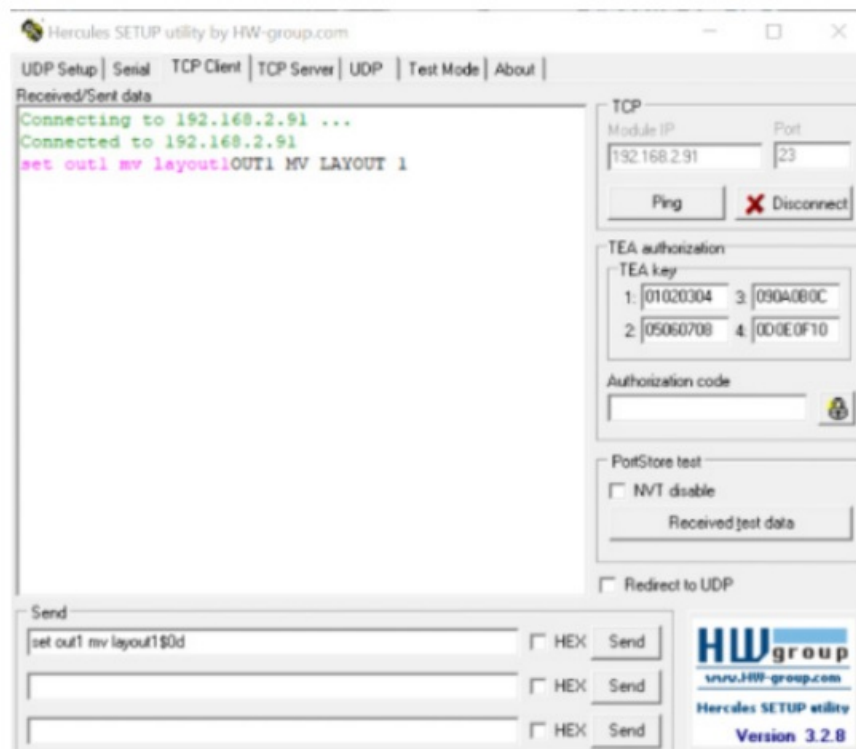 Hercules SETUP utility by HW-group.com
UDP Setup Serial TCP Client TCP Server UDP Test Mode About
Received/Sent data
Connecting to 192.168.2.91 ...
Connected to 192.168.2.91
set out1 mv layout1OUT1 MV LAYOUT 1
TCP
Module IP Port
192.168.2.91 23
Ping Disconnect
TEA authorization
TEA key
1: 01020304 3: 090A0B0C
2: 05060708 4: 0D0E0F10
Authorization code
PortStore test
NVT disable
Received test data
Redirect to UDP
Send
set out1 mv layout1$0d HEX Send
HEX Send
HEX Send
HW group
www.HW-group.com
Hercules SETUP utility
Version 3.2.8